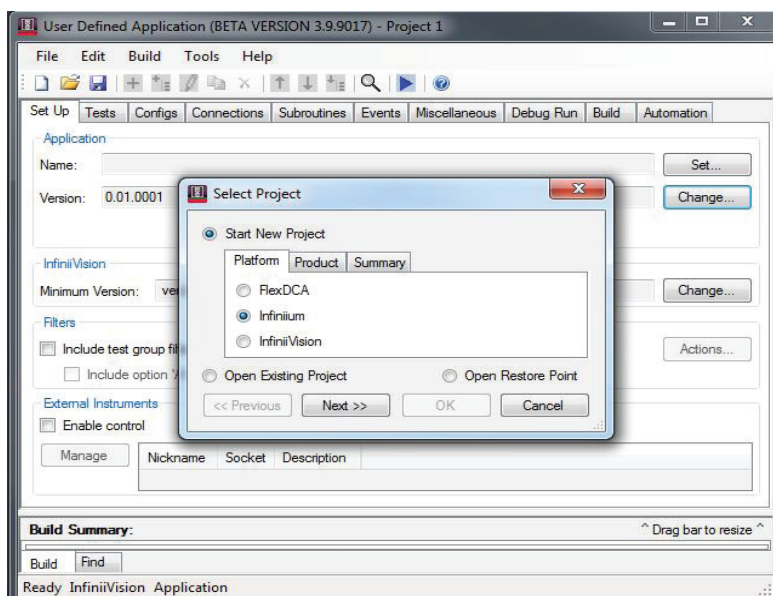 User Defined Application (BETA VERSION 3.9.9017) - Project 1
File Edit Build Tools Help
Set Up Tests Configs Connections Subroutines Events Miscellaneous Debug Run Build Automation
Application
Name: Set...
Version: 0.01.0001 Change...
Select Project
Start New Project
Platform Product Summary
FlexDCA
Infiniium
InfiniiVision
Open Existing Project Open Restore Point
<< Previous Next >> OK Cancel
InfiniiVision
Minimum Version: Change...
Filters
Include test group Actions...
Include option
External Instruments
Enable control
Manage Nickname Socket Description
Build Summary: ^ Drag bar to resize ^
Build Find
Ready InfiniiVision Application